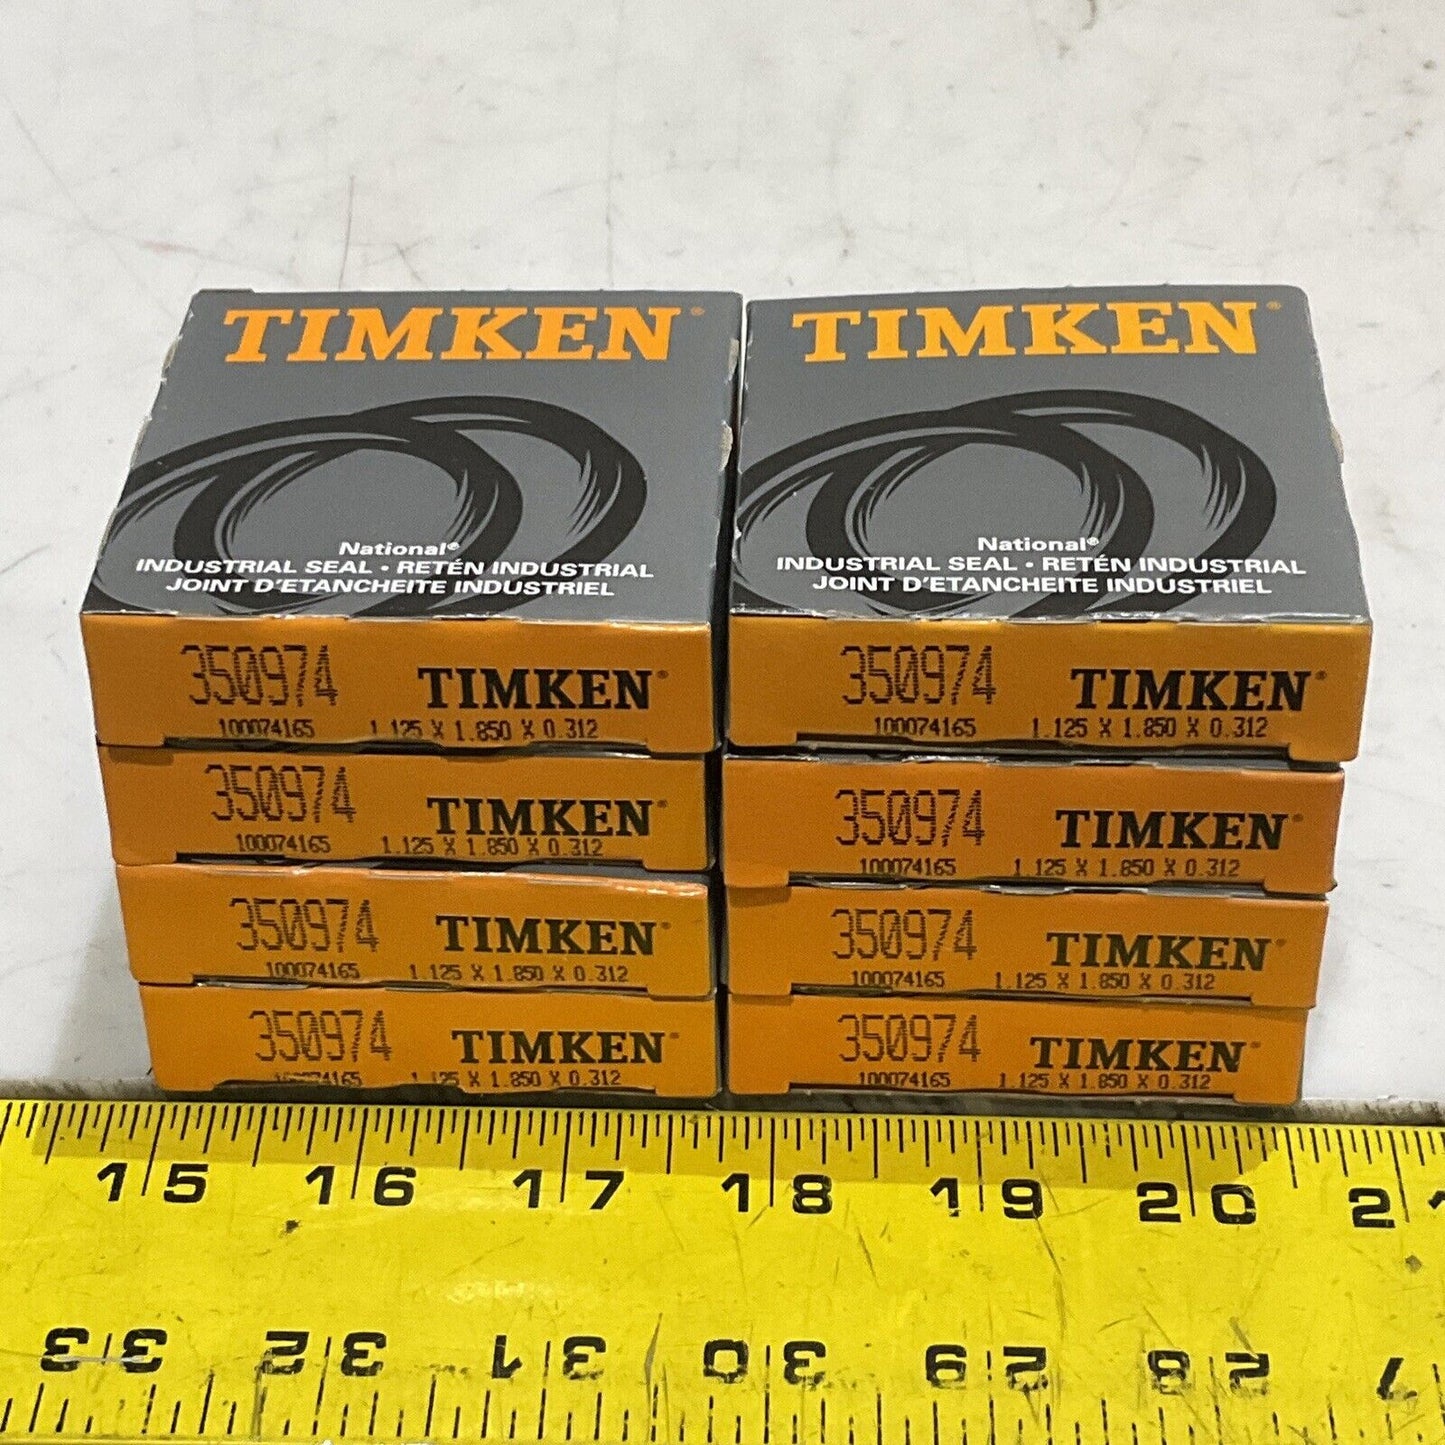 TIMKEN®
National®
INDUSTRIAL SEAL • RETÉN INDUSTRIAL
JOINT D'ETANCHEITE INDUSTRIEL
350974 TIMKEN®
100074165 1.125 X 1.850 X 0.312
350974 TIMKEN®
100074165 1.125 X 1.850 X 0.312
350974 TIMKEN®
100074165 1.125 X 1.850 X 0.312
350974 TIMKEN®
74165 1.125 X 1.850 X 0.312
TIMKEN®
National®
INDUSTRIAL SEAL • RETÉN INDUSTRIAL
JOINT D'ETANCHEITE INDUSTRIEL
350974 TIMKEN®
100074165 1.125 X 1.850 X 0.312
350974 TIMKEN®
100074165 1.125 X 1.850 X 0.312
350974 TIMKEN®
100074165 1.125 X 1.850 X 0.312
350974 TIMKEN®
100074165 1.125 X 1.850 X 0.312
15 16 17 18 19 20 21
33 32 31 30 29 28 7